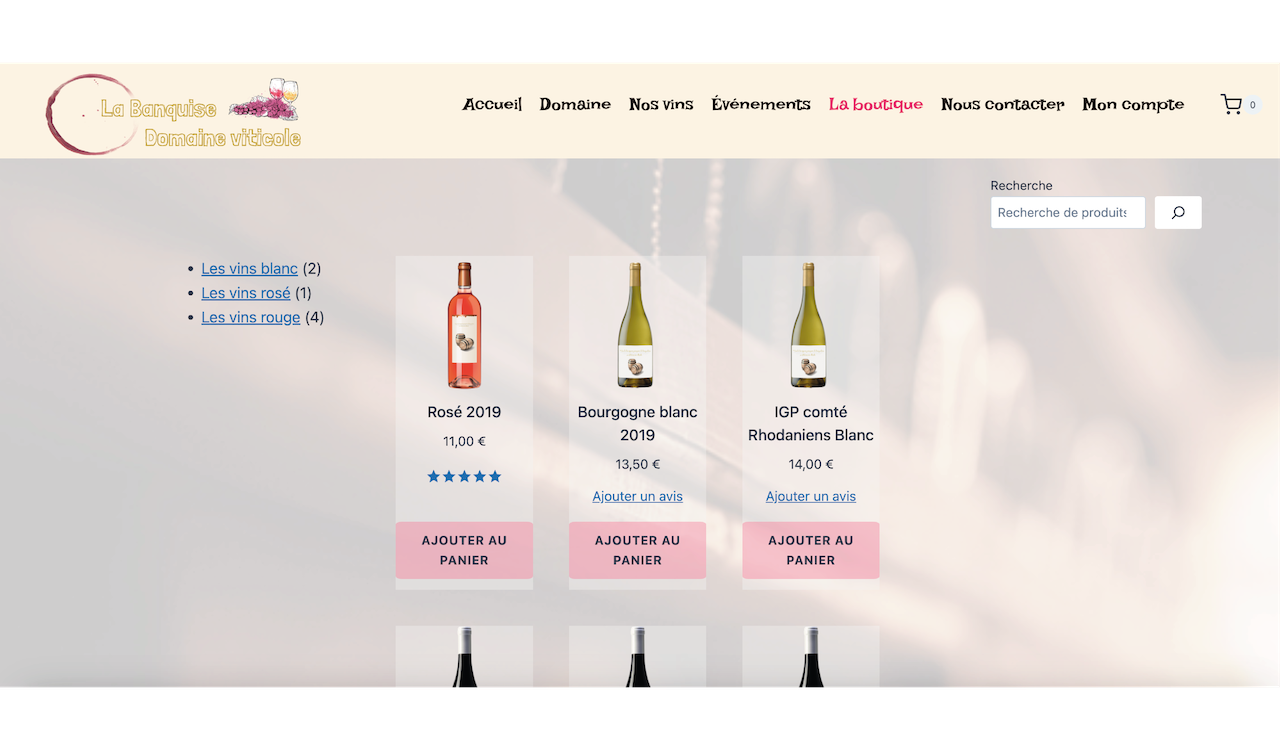 La Banquise
Domaine viticole
Accueil Domaine Nos vins Événements La boutique Nous contacter Mon compte 0
Recherche
Recherche de produits
Les vins blanc (2)
Les vins rosé (1)
Les vins rouge (4)
Rosé 2019
11,00 €
AJOUTER AU
PANIER
Bourgogne blanc
2019
13,50 €
Ajouter un avis
AJOUTER AU
PANIER
IGP comté
Rhodaniens Blanc
14,00 €
Ajouter un avis
AJOUTER AU
PANIER